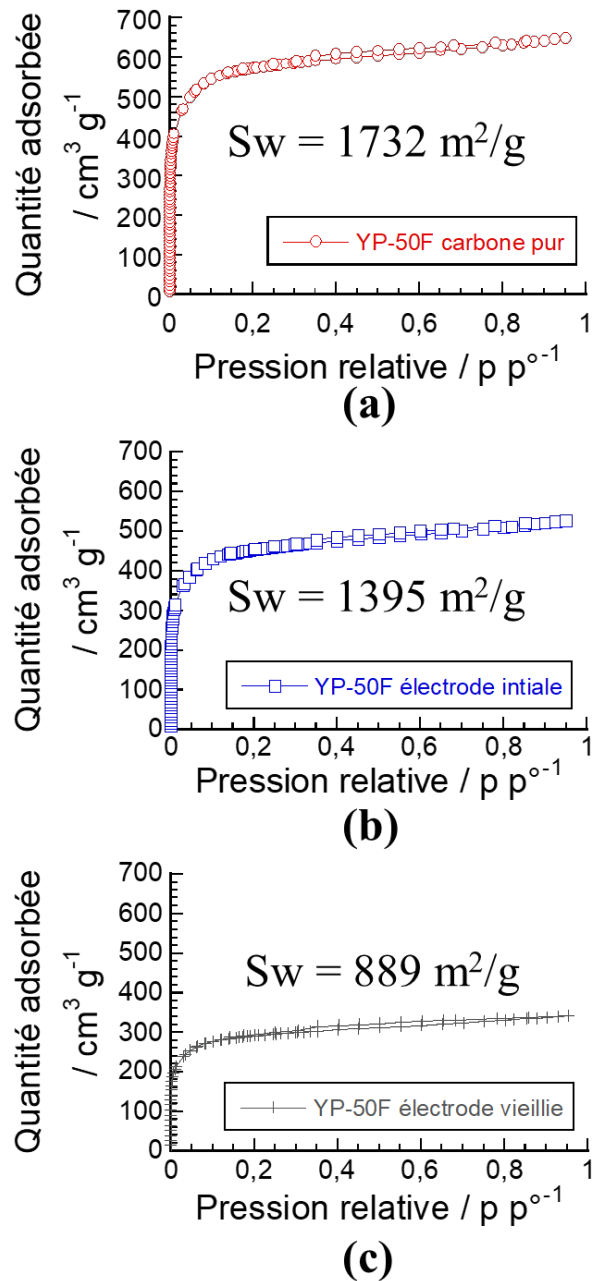 Quantité adsorbée
/ cm³ g⁻¹
700
600
500
400
300
200
100
0
Sw = 1732 m²/g
YP-50F carbone pur
0 0,2 0,4 0,6 0,8 1
Pression relative / p p°⁻¹
(a)
Quantité adsorbée
/ cm³ g⁻¹
700
600
500
400
300
200
100
0
Sw = 1395 m²/g
YP-50F électrode intiale
0 0,2 0,4 0,6 0,8 1
Pression relative / p p°⁻¹
(b)
Quantité adsorbée
/ cm³ g⁻¹
700
600
500
400
300
200
100
0
Sw = 889 m²/g
YP-50F électrode vieillie
0 0,2 0,4 0,6 0,8 1
Pression relative / p p°⁻¹
(c)